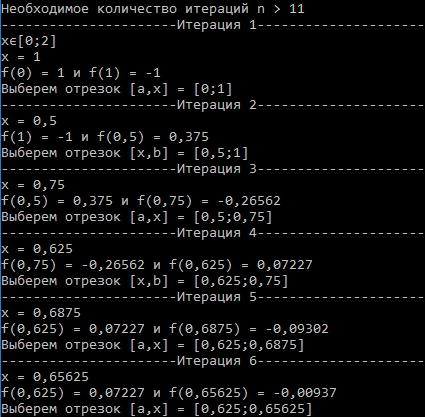 Необходимое количество итераций n > 11
----------------------Итерация 1---------------------
x∈[0;2]
x = 1
f(0) = 1 и f(1) = -1
Выберем отрезок [a,x] = [0;1]
----------------------Итерация 2---------------------
x = 0,5
f(1) = -1 и f(0,5) = 0,375
Выберем отрезок [x,b] = [0,5;1]
----------------------Итерация 3---------------------
x = 0,75
f(0,5) = 0,375 и f(0,75) = -0,26562
Выберем отрезок [a,x] = [0,5;0,75]
----------------------Итерация 4---------------------
x = 0,625
f(0,75) = -0,26562 и f(0,625) = 0,07227
Выберем отрезок [x,b] = [0,625;0,75]
----------------------Итерация 5---------------------
x = 0,6875
f(0,625) = 0,07227 и f(0,6875) = -0,09302
Выберем отрезок [a,x] = [0,625;0,6875]
----------------------Итерация 6---------------------
x = 0,65625
f(0,625) = 0,07227 и f(0,65625) = -0,00937
Выберем отрезок [a,x] = [0,625;0,65625]